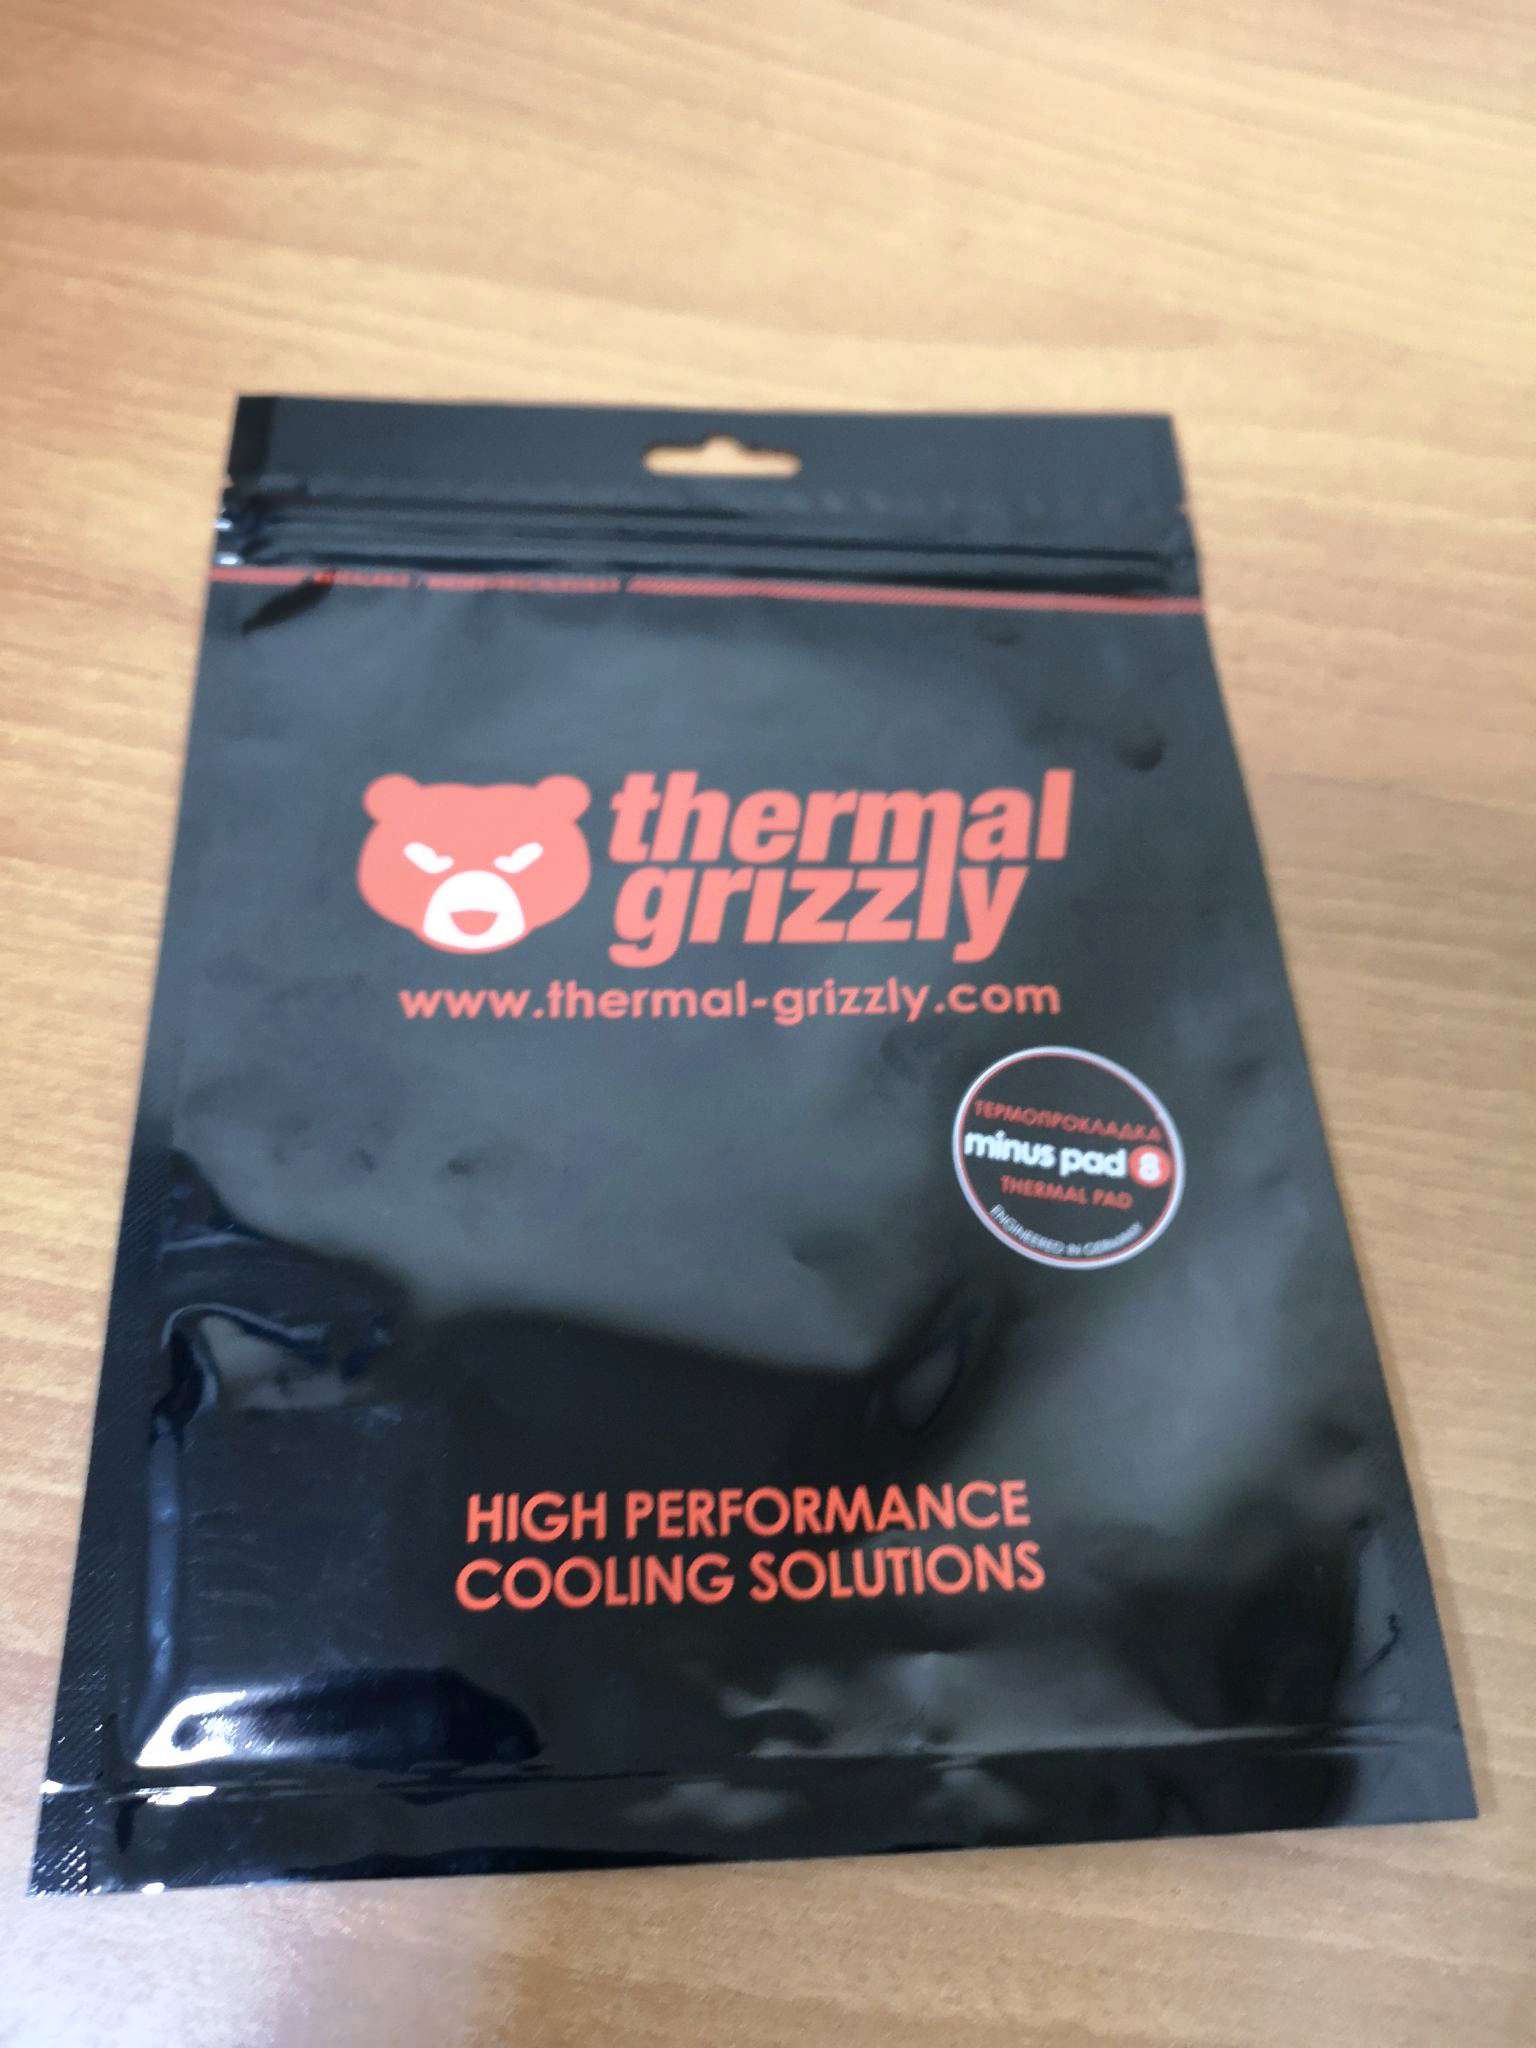 thermal
grizzly
www.thermal-grizzly.com
ТЕРМОПРОКЛАДКА
minus pad 8
THERMAL PAD
ENGINEERED IN GERMANY
HIGH PERFORMANCE
COOLING SOLUTIONS